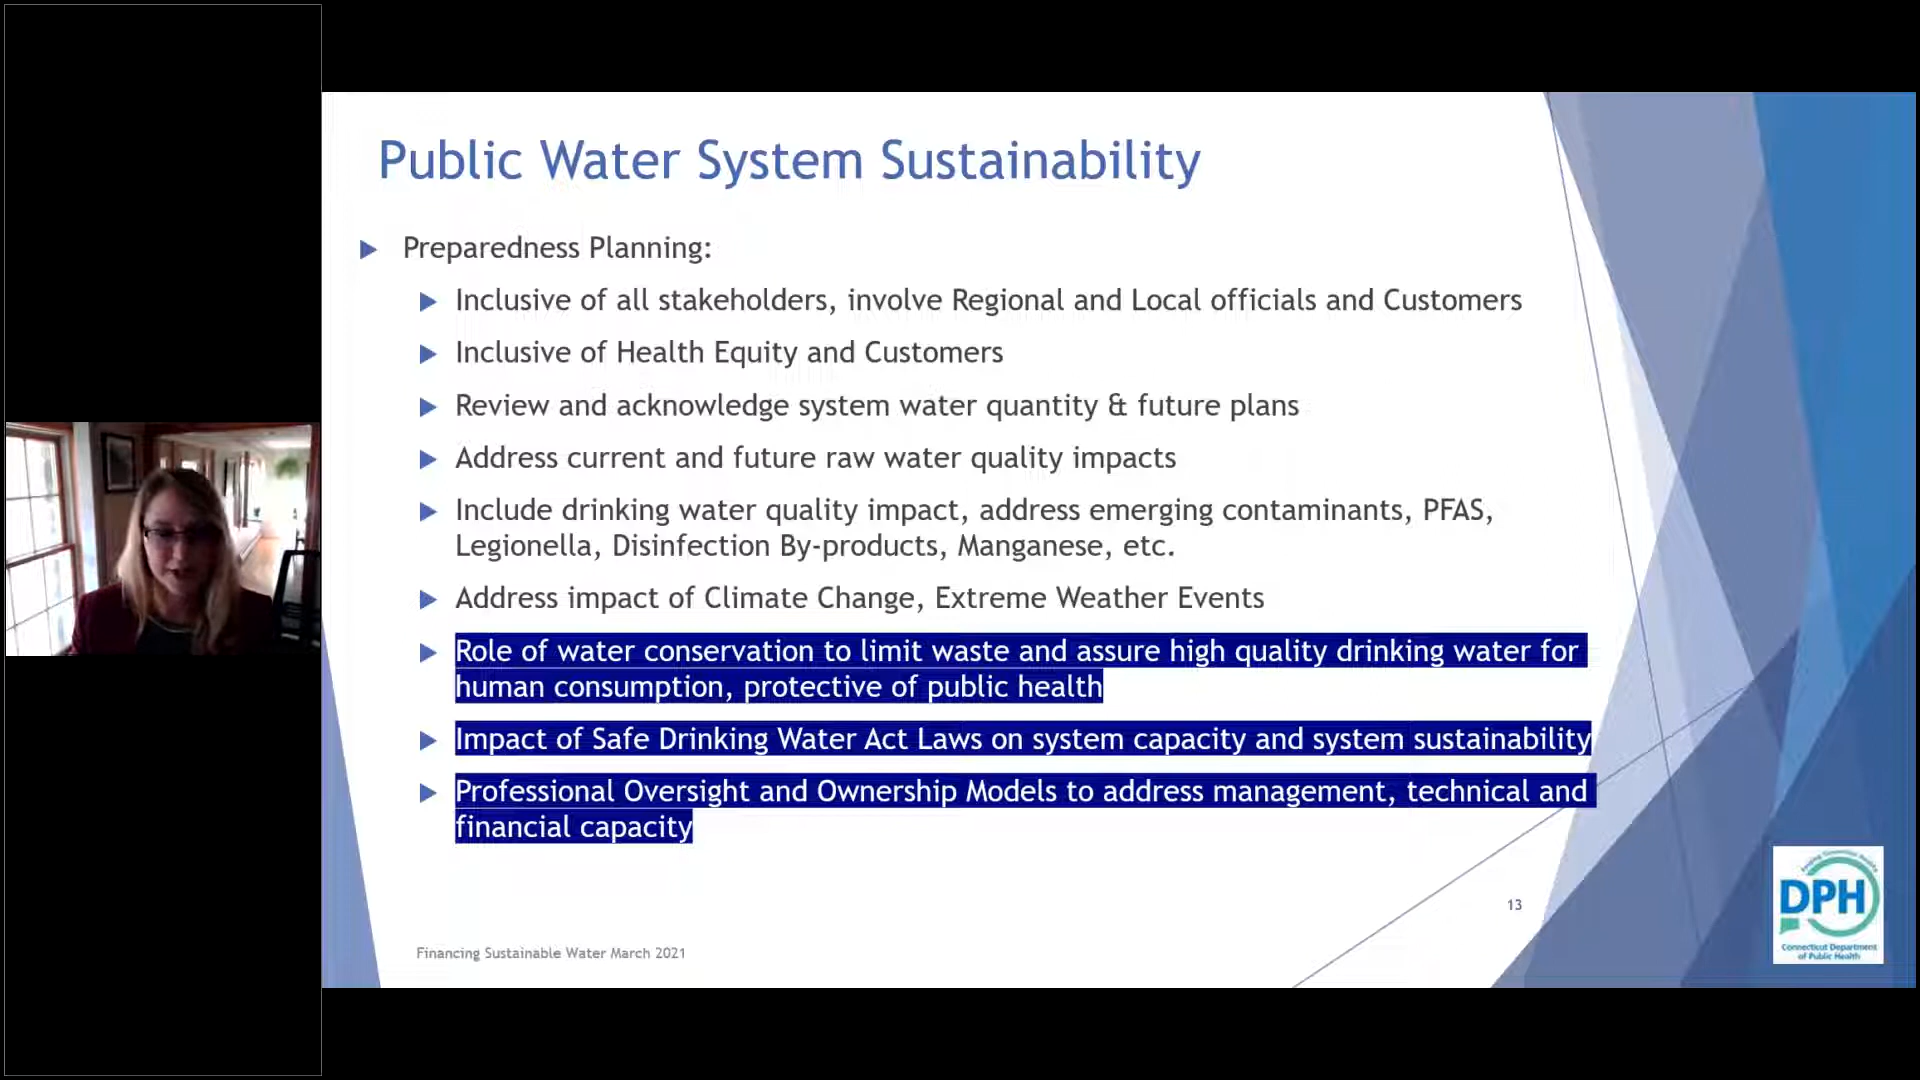 Public Water System Sustainability
Preparedness Planning:
Inclusive of all stakeholders, involve Regional and Local officials and Customers
Inclusive of Health Equity and Customers
Review and acknowledge system water quantity & future plans
Address current and future raw water quality impacts
Include drinking water quality impact, address emerging contaminants, PFAS,
Legionella, Disinfection By-products, Manganese, etc.
Address impact of Climate Change, Extreme Weather Events
Role of water conservation to limit waste and assure high quality drinking water for
human consumption, protective of public health
Impact of Safe Drinking Water Act Laws on system capacity and system sustainability
Professional Oversight and Ownership Models to address management, technical and
financial capacity
13
Financing Sustainable Water March 2021
DPH
Connecticut Department
of Public Health